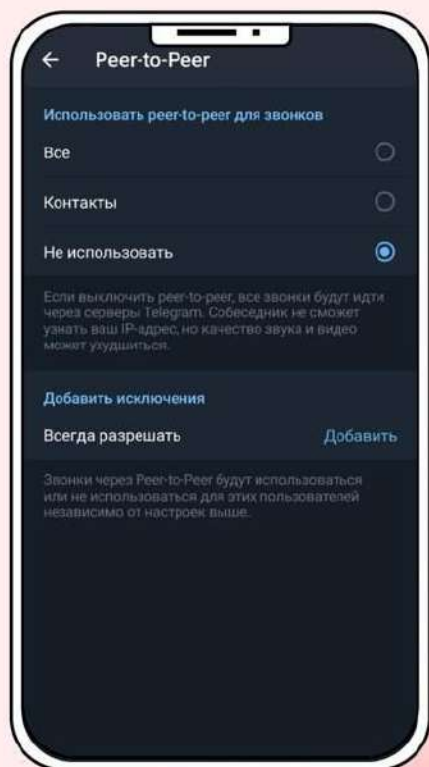 Peer-to-Peer
Использовать peer-to-peer для звонков
Все
Контакты
Не использовать
Если выключить peer-to-peer, все звонки будут идти
через серверы Telegram. Собеседник не сможет
узнать ваш IP-адрес, но качество звука и видео
может ухудшиться.
Добавить исключения
Всегда разрешать Добавить
Звонки через Peer-to-Peer будут использоваться
или не использоваться для этих пользователей
независимо от настроек выше.